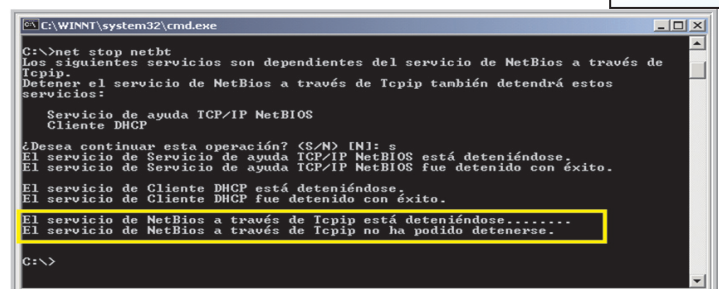 C:\WINNT\system32\cmd.exe
C:\>net stop netbt
Los siguientes servicios son dependientes del servicio de NetBios a través de
Tcpip.
Detener el servicio de NetBios a través de Tcpip también detendrá estos
servicios:
Servicio de ayuda TCP/IP NetBIOS
Cliente DHCP
¿Desea continuar esta operación? (S/N) [N]: s
El servicio de Servicio de ayuda TCP/IP NetBIOS está deteniéndose.
El servicio de Servicio de ayuda TCP/IP NetBIOS fue detenido con éxito.
El servicio de Cliente DHCP está deteniéndose.
El servicio de Cliente DHCP fue detenido con éxito.
El servicio de NetBios a través de Tcpip está deteniéndose........
El servicio de NetBios a través de Tcpip no ha podido detenerse.
C:\>